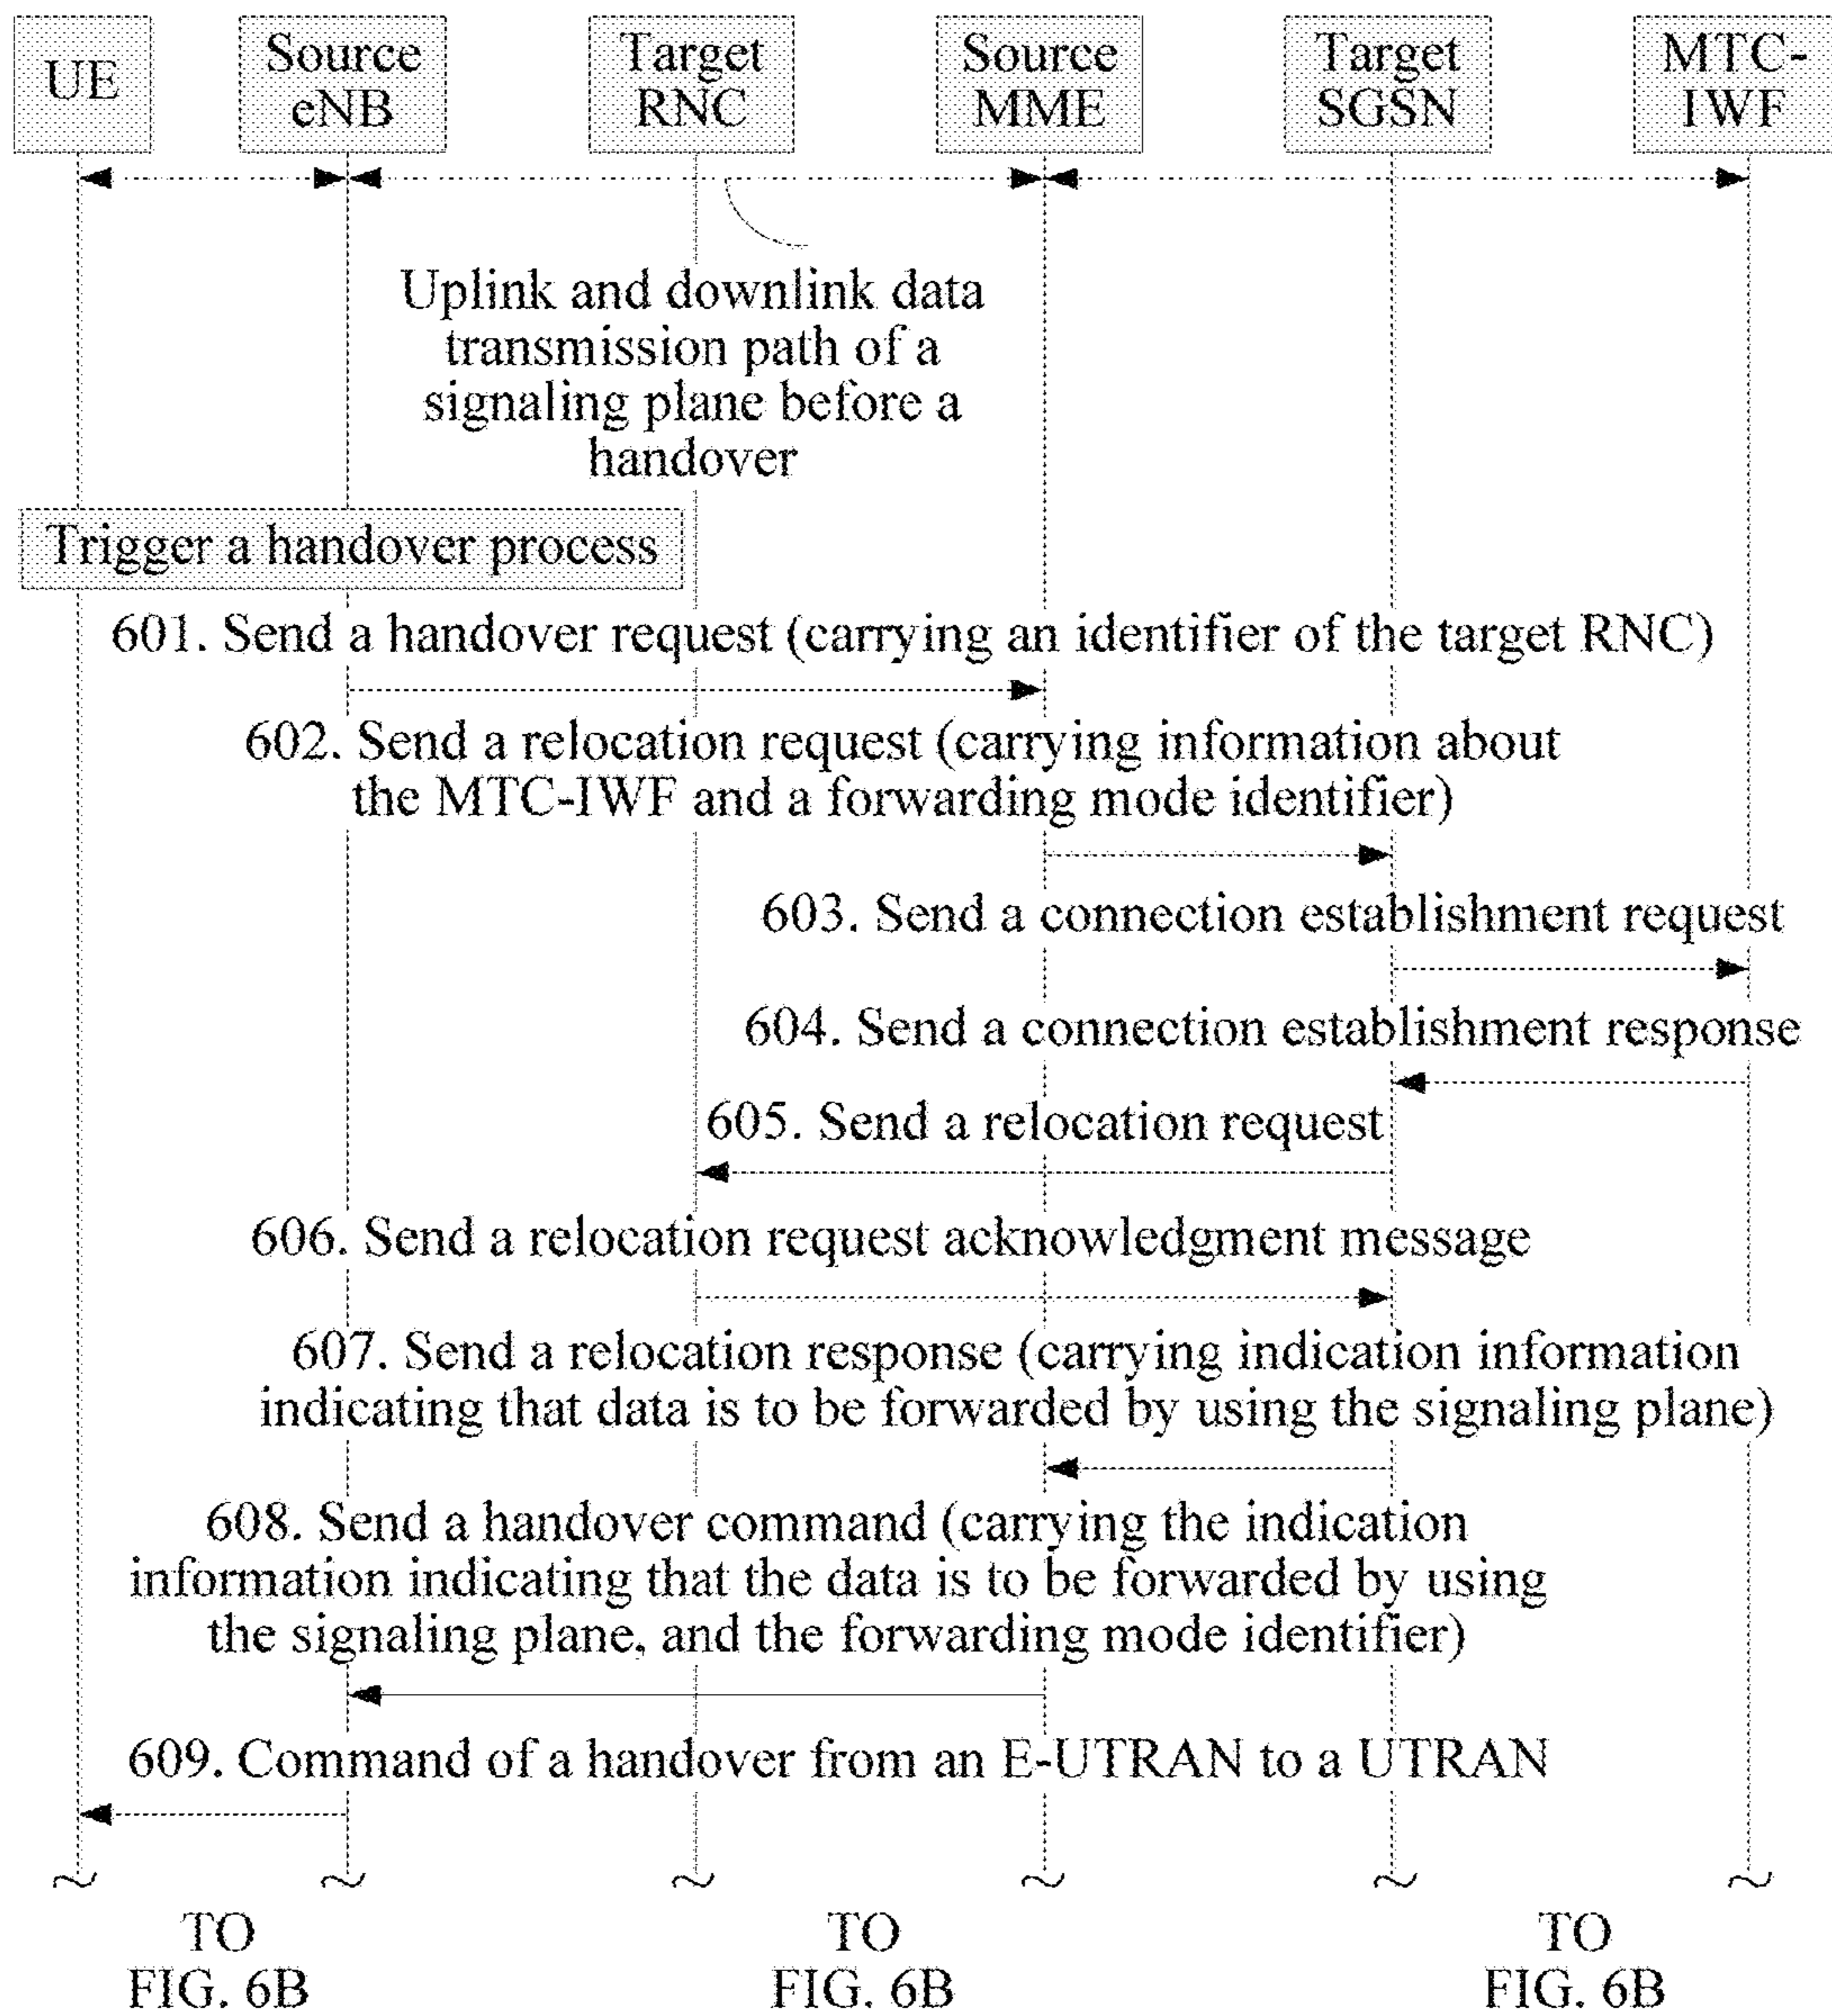 UE
Source
eNB
Target
RNC
Source
MME
Target
SGSN
MTC-
IWF
Uplink and downlink data
transmission path of a
signaling plane before a
handover
Trigger a handover process
601. Send a handover request (carrying an identifier of the target RNC)
602. Send a relocation request (carrying information about
the MTC-IWF and a forwarding mode identifier)
603. Send a connection establishment request
604. Send a connection establishment response
605. Send a relocation request
606. Send a relocation request acknowledgment message
607. Send a relocation response (carrying indication information
indicating that data is to be forwarded by using the signaling plane)
608. Send a handover command (carrying the indication
information indicating that the data is to be forwarded by using
the signaling plane, and the forwarding mode identifier)
609. Command of a handover from an E-UTRAN to a UTRAN
TO
FIG. 6B
TO
FIG. 6B
TO
FIG. 6B